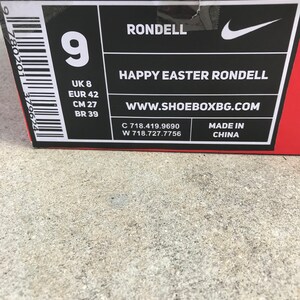 RONDELL
9
UK 8
EUR 42
CM 27
BR 39
HAPPY EASTER RONDELL
WWW.SHOEBOXBG.COM
C 718.419.9690
W 718.727.7756
MADE IN
CHINA